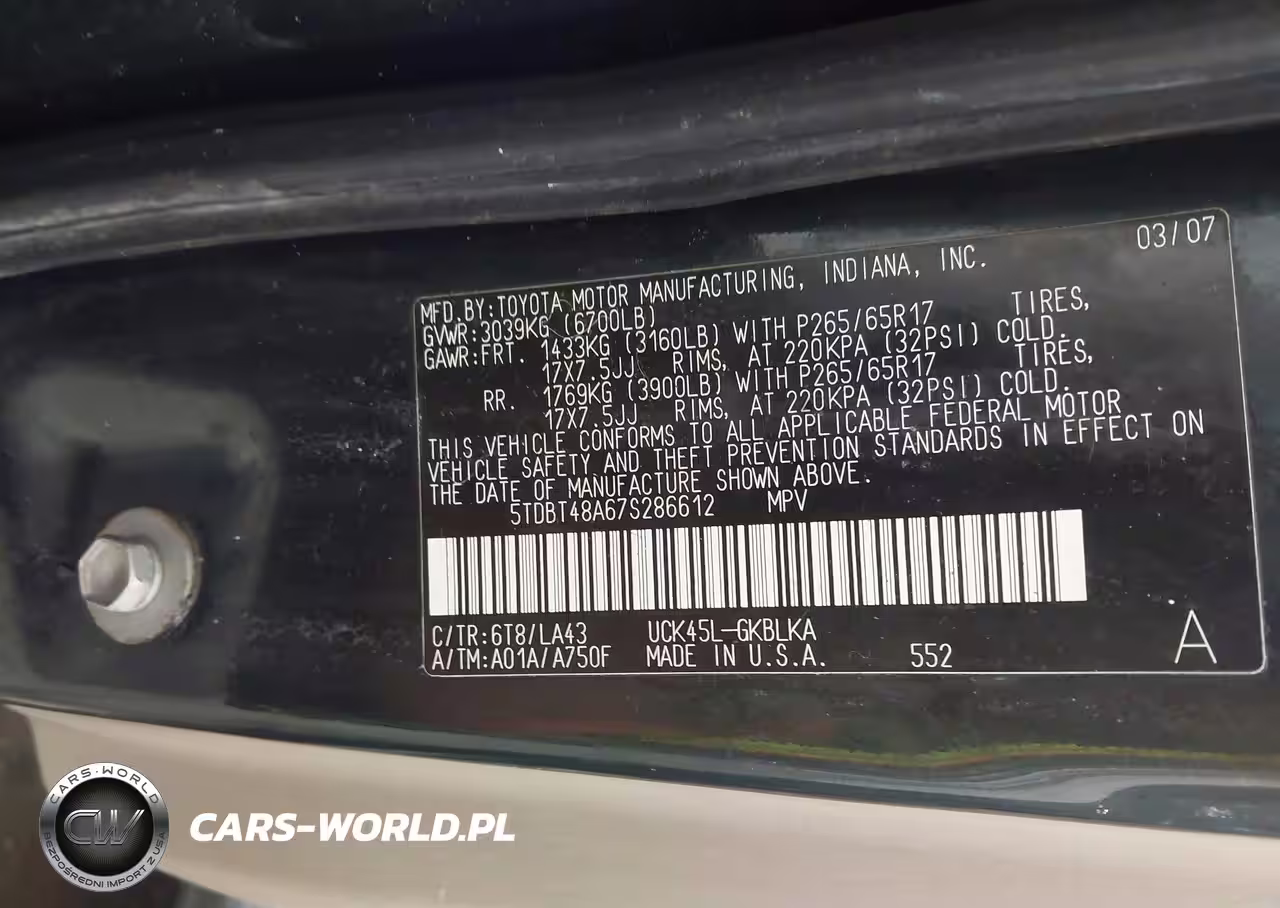 03/07
MFD.BY:TOYOTA MOTOR MANUFACTURING, INDIANA, INC.
GVWR:3039KG (6700LB)
GAWR:FRT. 1433KG (3160LB) WITH P265/65R17 TIRES,
17X7.5JJ RIMS, AT 220KPA (32PSI) COLD.
RR. 1769KG (3900LB) WITH P265/65R17 TIRES,
17X7.5JJ RIMS, AT 220KPA (32PSI) COLD.
THIS VEHICLE CONFORMS TO ALL APPLICABLE FEDERAL MOTOR
VEHICLE SAFETY AND THEFT PREVENTION STANDARDS IN EFFECT ON
THE DATE OF MANUFACTURE SHOWN ABOVE.
5TDBT48A67S286612 MPV
C/TR:6T8/LA43 UCK45L-GKBLKA
A/TM:A01A/A750F MADE IN U.S.A. 552
A
CARS-WORLD
CW
BEZPOŚREDNI IMPORT Z USA
CARS-WORLD.PL